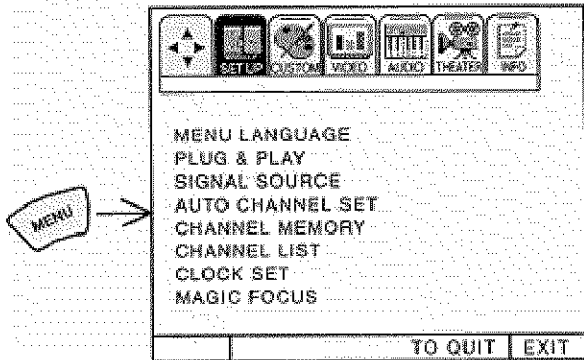 SET UP CUSTOM VIDEO AUDIO THEATER INFO
MENU LANGUAGE
PLUG & PLAY
SIGNAL SOURCE
AUTO CHANNEL SET
MENU
CHANNEL MEMORY
CHANNEL LIST
CLOCK SET
MAGIC FOCUS
TO QUIT EXIT